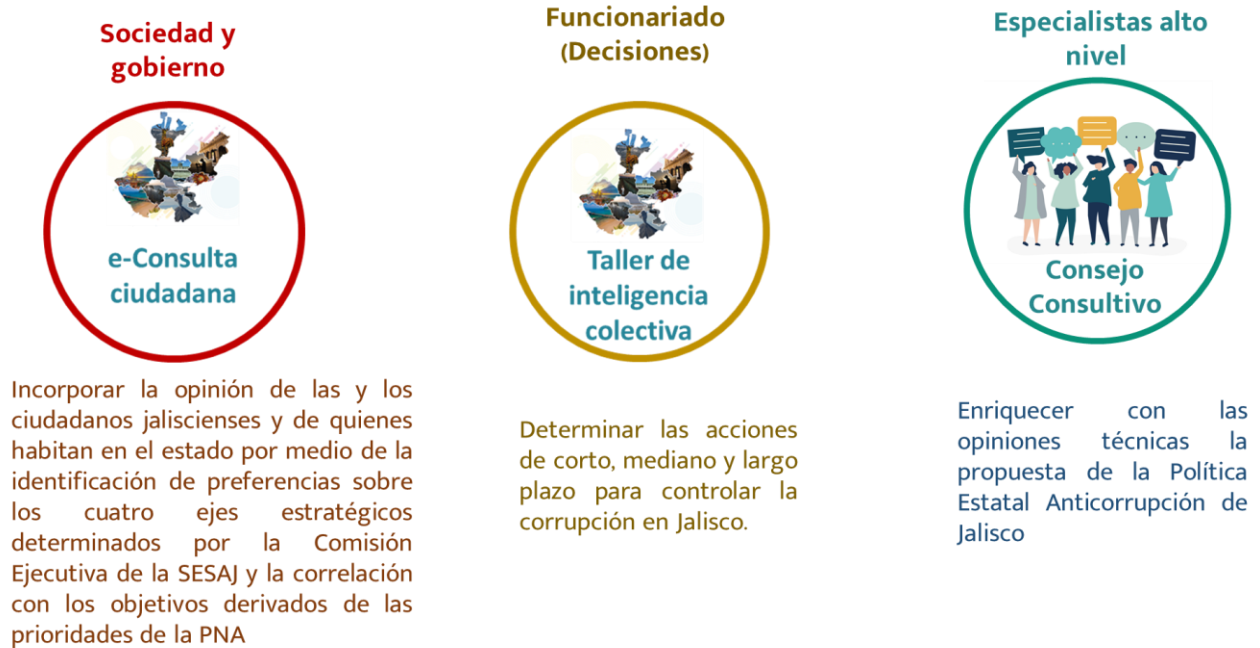 Sociedad y
gobierno
e-Consulta
ciudadana
Incorporar la opinión de las y los
ciudadanos jaliscienses y de quienes
habitan en el estado por medio de la
identificación de preferencias sobre
los cuatro ejes estratégicos
determinados por la Comisión
Ejecutiva de la SESAJ y la correlación
con los objetivos derivados de las
prioridades de la PNA
Funcionariado
(Decisiones)
Taller de
inteligencia
colectiva
Determinar las acciones
de corto, mediano y largo
plazo para controlar la
corrupción en Jalisco.
Especialistas alto
nivel
Consejo
Consultivo
Enriquecer con las
opiniones técnicas la
propuesta de la Política
Estatal Anticorrupción de
Jalisco